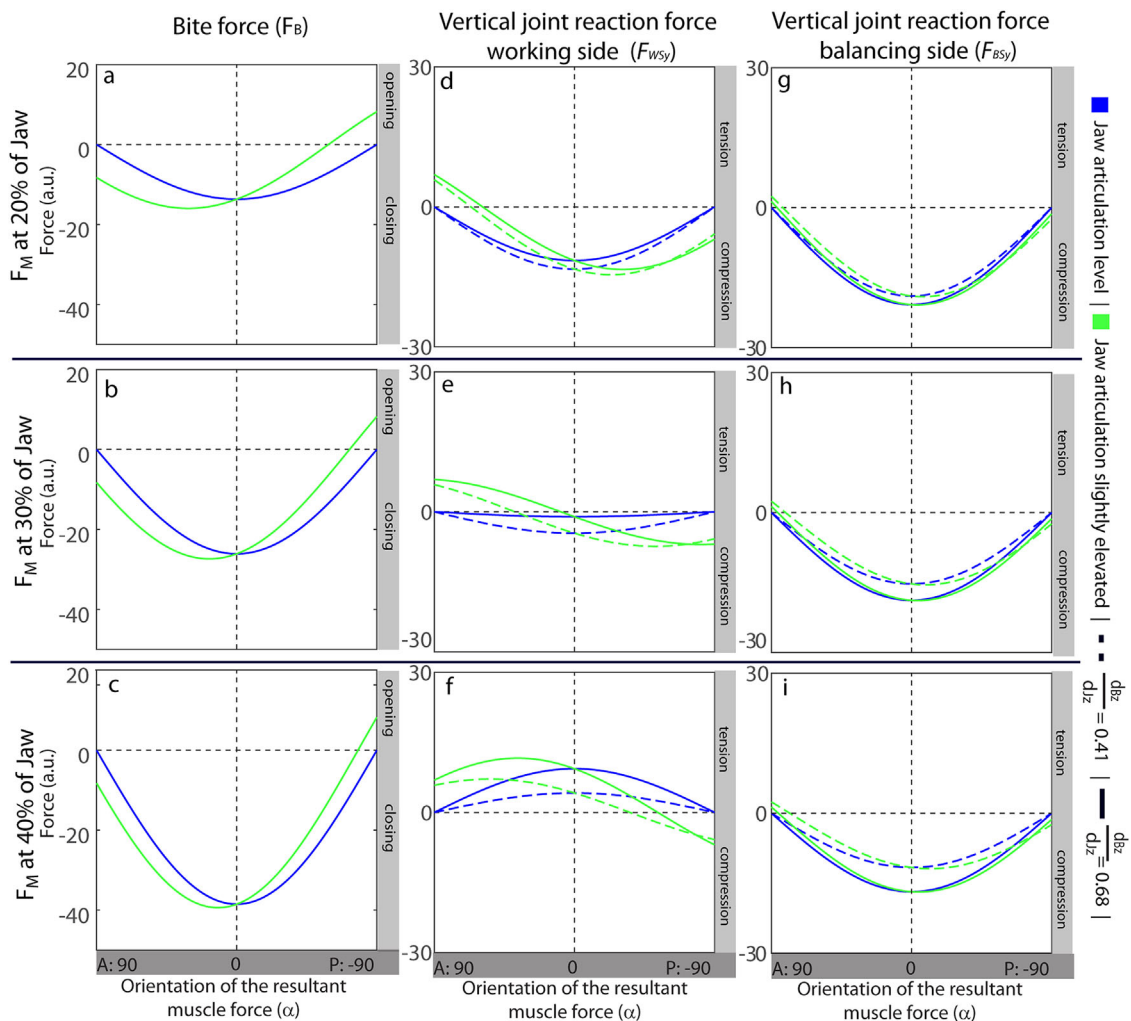 Bite force (FB)
Vertical joint reaction force
working side (FWSy)
Vertical joint reaction force
balancing side (FBSy)
FM at 20% of Jaw
Force (a.u.)
20
0
-20
-40
a
opening
closing
30
0
-30
d
tension
compression
30
0
-30
g
tension
compression
FM at 30% of Jaw
Force (a.u.)
20
0
-20
-40
b
opening
closing
30
0
-30
e
tension
compression
30
0
-30
h
tension
compression
FM at 40% of Jaw
Force (a.u.)
20
0
-20
-40
c
opening
closing
30
0
-30
f
tension
compression
30
0
-30
i
tension
compression
A: 90 0 P: -90
Orientation of the resultant
muscle force (α)
A: 90 0 P: -90
Orientation of the resultant
muscle force (α)
A: 90 0 P: -90
Orientation of the resultant
muscle force (α)
Jaw articulation level | Jaw articulation slightly elevated | dBz/dJz = 0.41 | dBz/dJz = 0.68 |